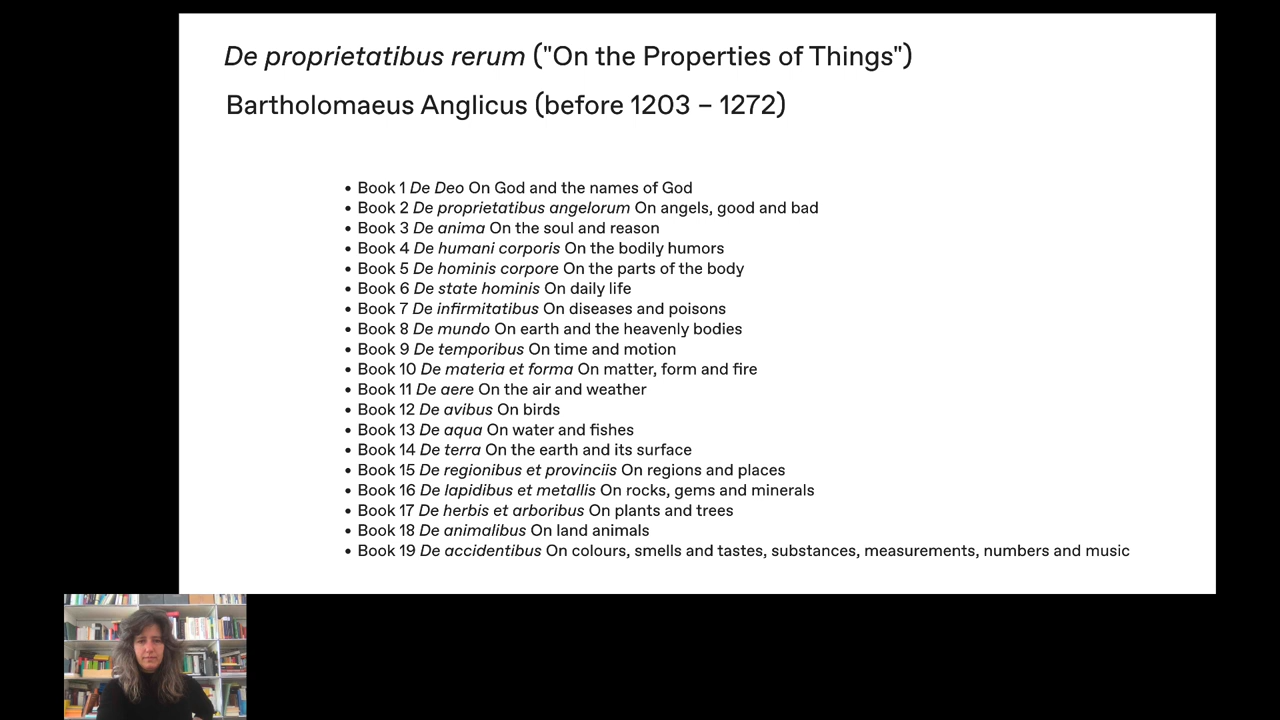 De proprietatibus rerum ("On the Properties of Things")
Bartholomaeus Anglicus (before 1203 – 1272)
• Book 1 De Deo On God and the names of God
• Book 2 De proprietatibus angelorum On angels, good and bad
• Book 3 De anima On the soul and reason
• Book 4 De humani corporis On the bodily humors
• Book 5 De hominis corpore On the parts of the body
• Book 6 De state hominis On daily life
• Book 7 De infirmitatibus On diseases and poisons
• Book 8 De mundo On earth and the heavenly bodies
• Book 9 De temporibus On time and motion
• Book 10 De materia et forma On matter, form and fire
• Book 11 De aere On the air and weather
• Book 12 De avibus On birds
• Book 13 De aqua On water and fishes
• Book 14 De terra On the earth and its surface
• Book 15 De regionibus et provinciis On regions and places
• Book 16 De lapidibus et metallis On rocks, gems and minerals
• Book 17 De herbis et arboribus On plants and trees
• Book 18 De animalibus On land animals
• Book 19 De accidentibus On colours, smells and tastes, substances, measurements, numbers and music